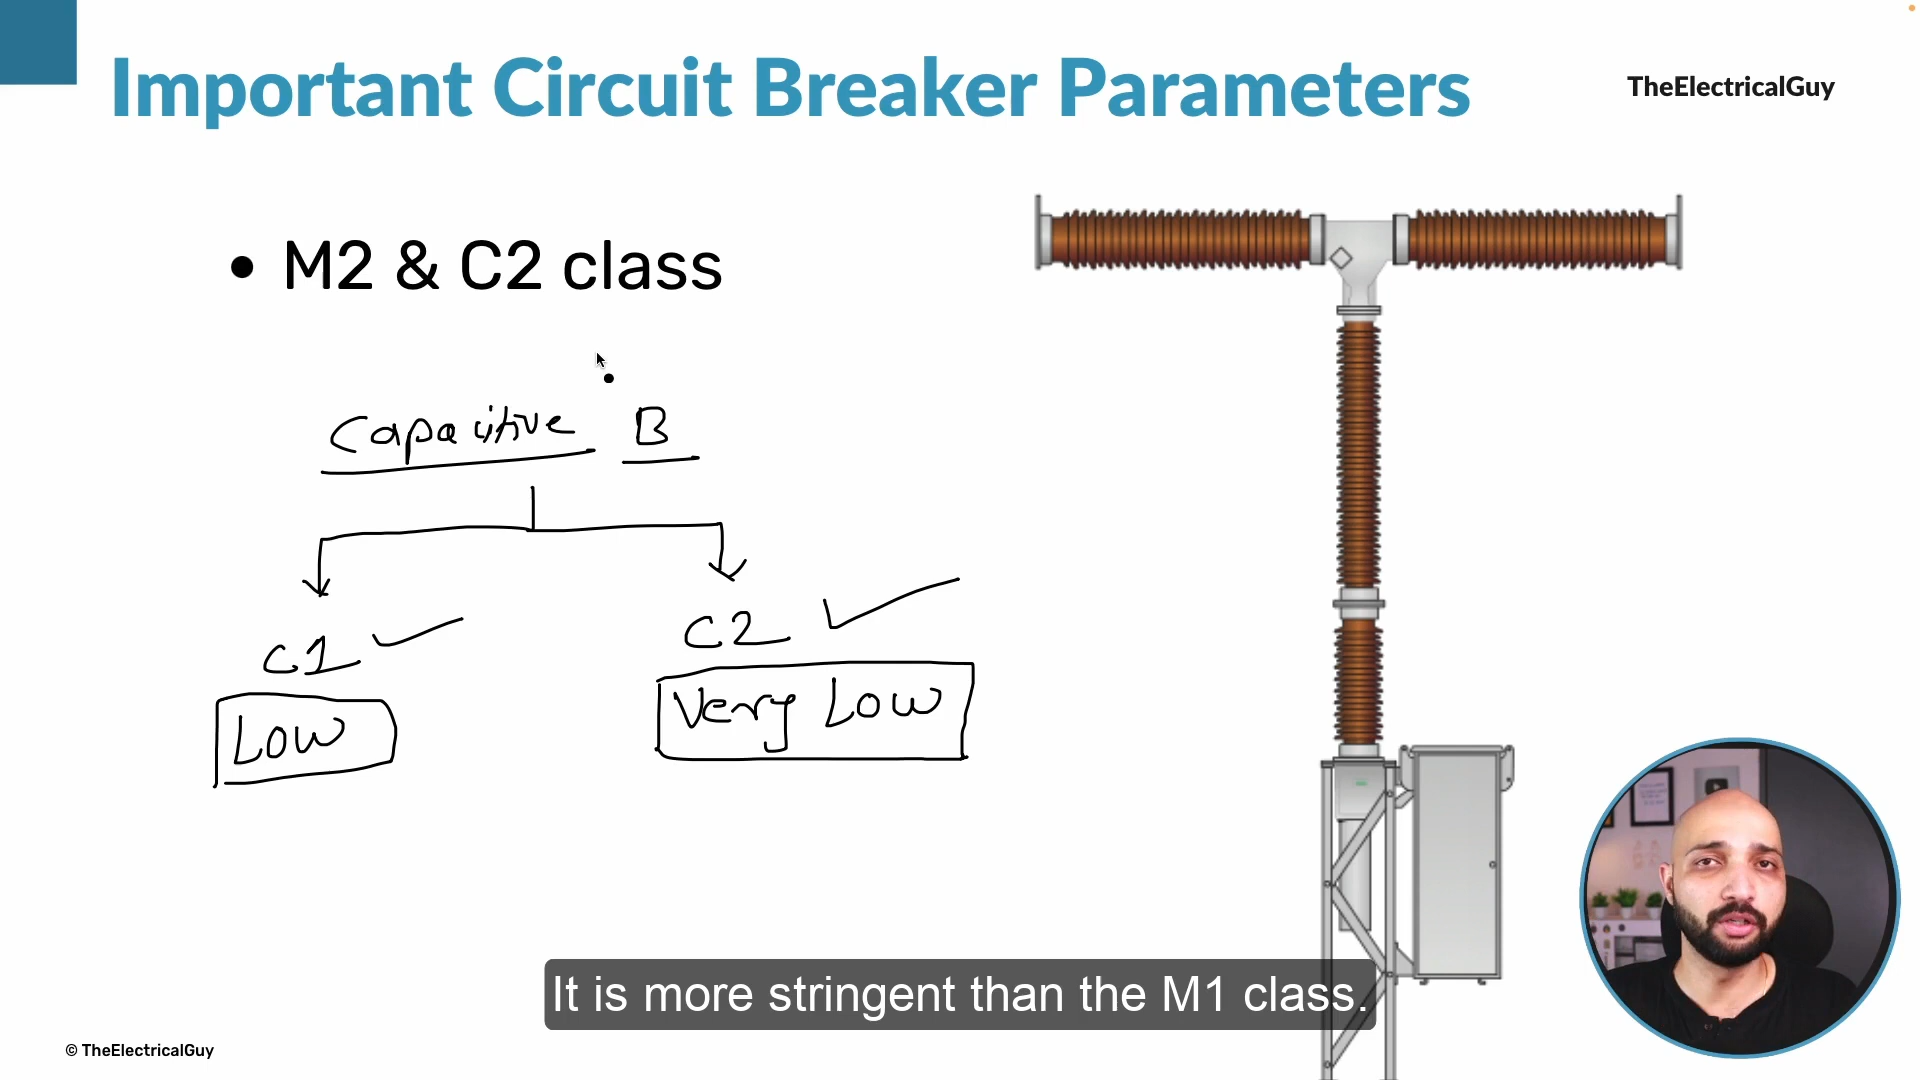 Important Circuit Breaker Parameters
TheElectricalGuy
• M2 & C2 class
Capacitive B
C1
C2
Low
Very Low
It is more stringent than the M1 class.
© TheElectricalGuy